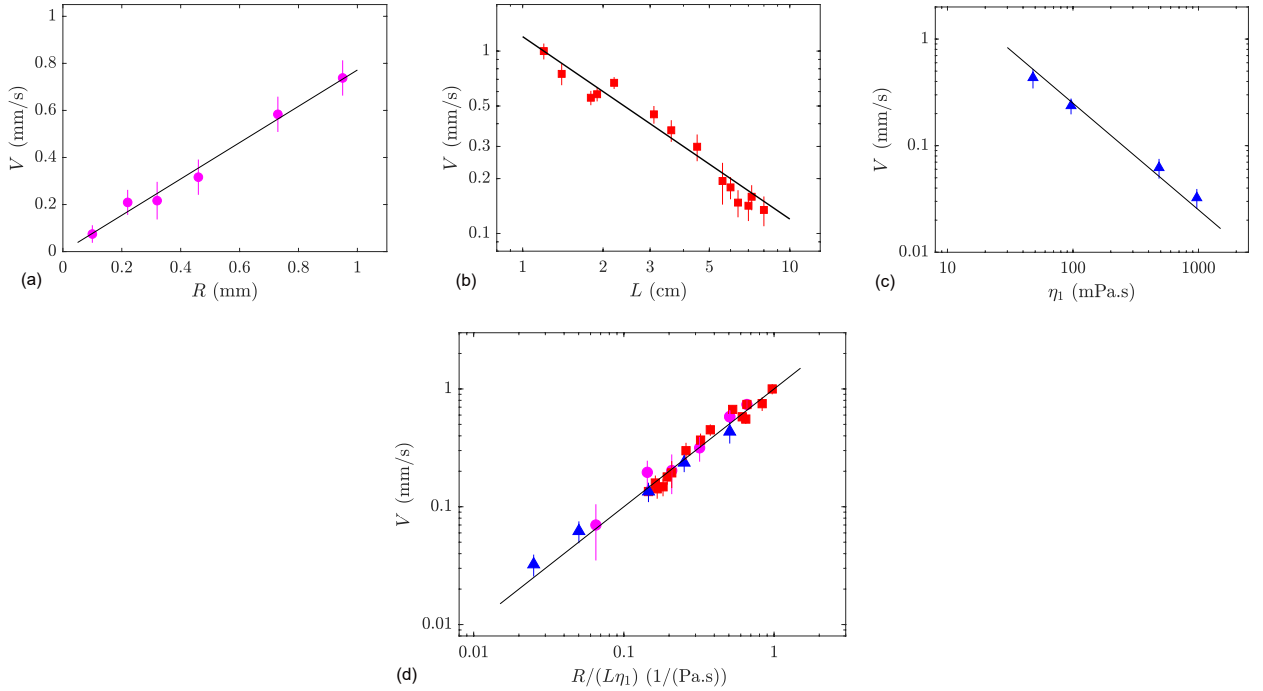 1
0.8
0.6
0.4
0.2
0
V (mm/s)
0 0.2 0.4 0.6 0.8 1
R (mm)
(a)
1
0.5
0.3
0.2
0.1
V (mm/s)
1 2 5 10
L (cm)
(b)
1
0.1
0.01
V (mm/s)
10 100 1000
η₁ (mPa.s)
(c)
1
0.1
0.01
V (mm/s)
0.01 0.1 1
R/(Lη₁) (1/(Pa.s))
(d)